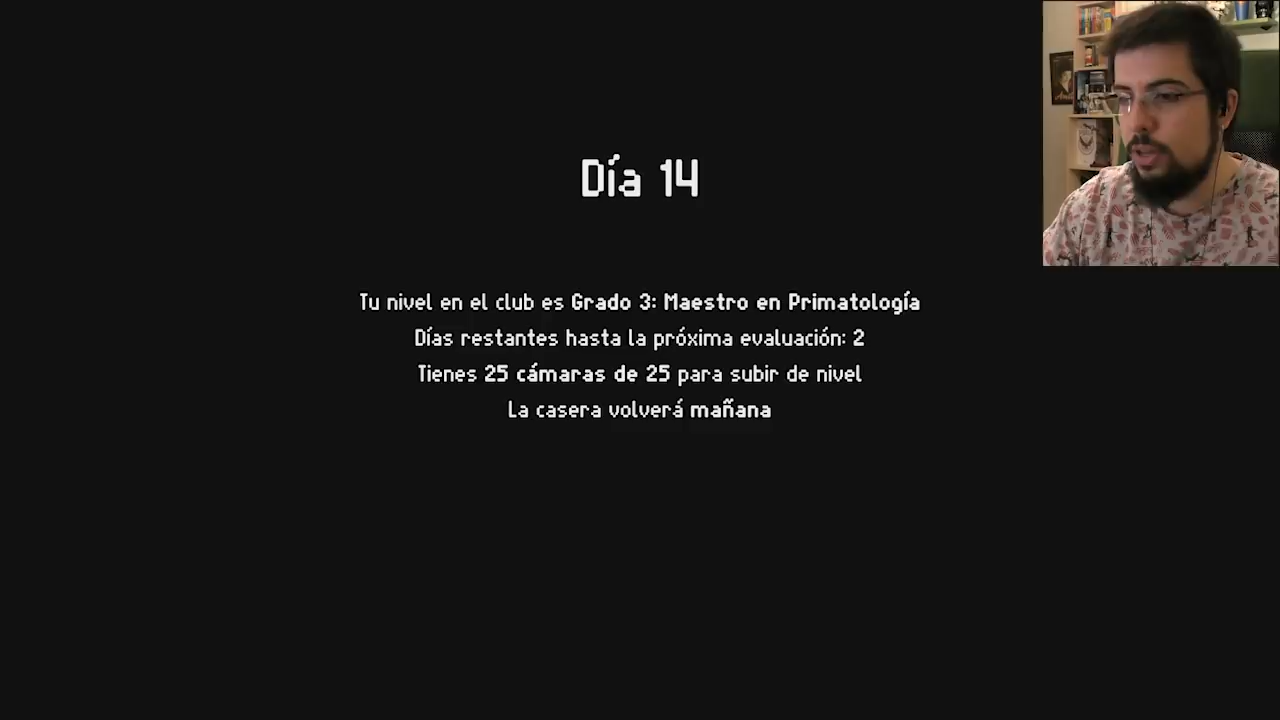 Día 14
Tu nivel en el club es Grado 3: Maestro en Primatología
Días restantes hasta la próxima evaluación: 2
Tienes 25 cámaras de 25 para subir de nivel
La casera volverá mañana